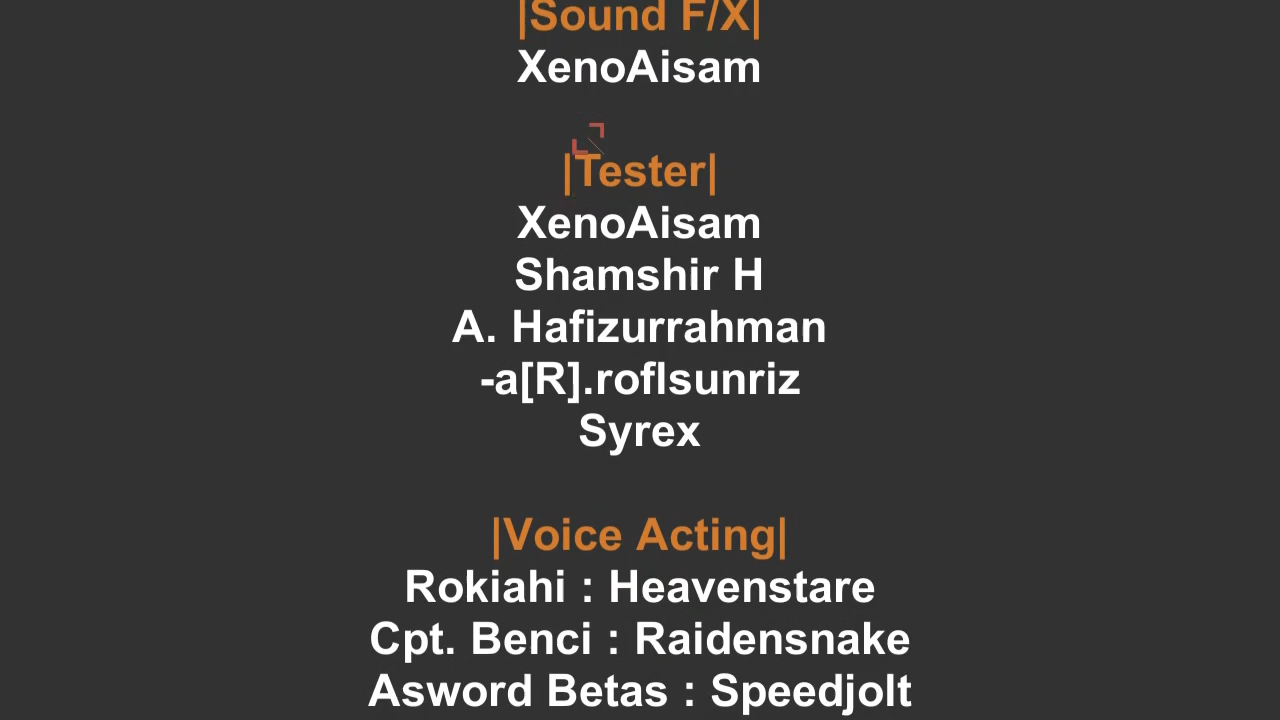 |Sound F/X|
XenoAisam
|Tester|
XenoAisam
Shamshir H
A. Hafizurrahman
-a[R].roflsunriz
Syrex
|Voice Acting|
Rokiahi : Heavenstare
Cpt. Benci : Raidensnake
Asword Betas : Speedjolt